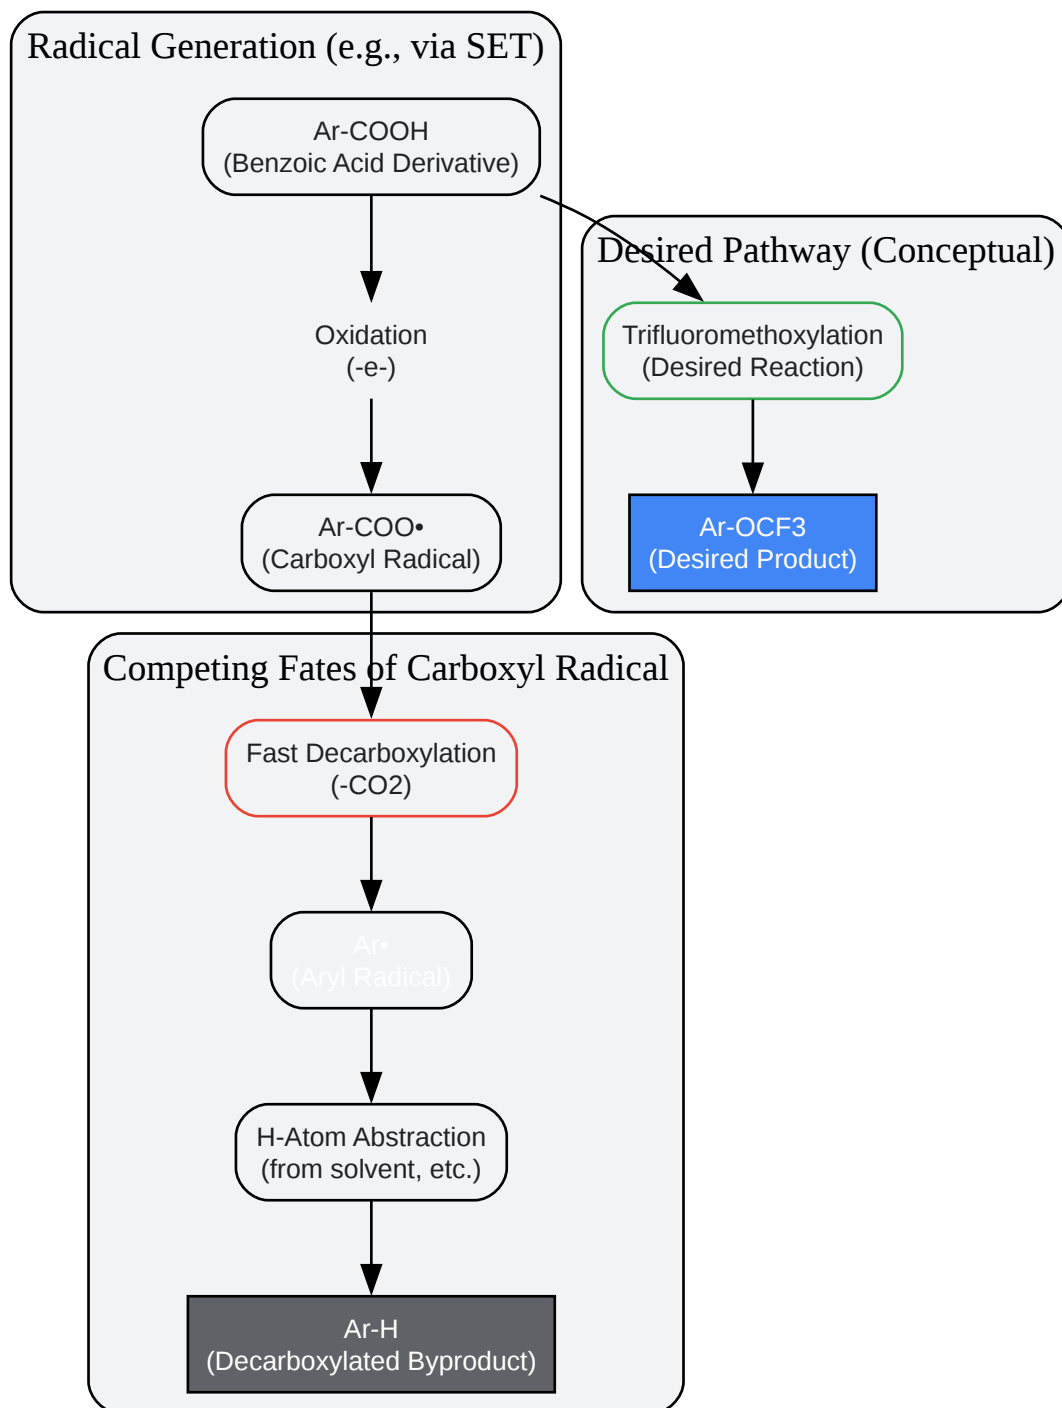 Radical Generation (e.g., via SET)
Ar-COOH
(Benzoic Acid Derivative)
Oxidation
(-e-)
Ar-COO•
(Carboxyl Radical)
Desired Pathway (Conceptual)
Trifluoromethoxylation
(Desired Reaction)
Ar-OCF3
(Desired Product)
Competing Fates of Carboxyl Radical
Fast Decarboxylation
(-CO2)
Ar•
(Aryl Radical)
H-Atom Abstraction
(from solvent, etc.)
Ar-H
(Decarboxylated Byproduct)